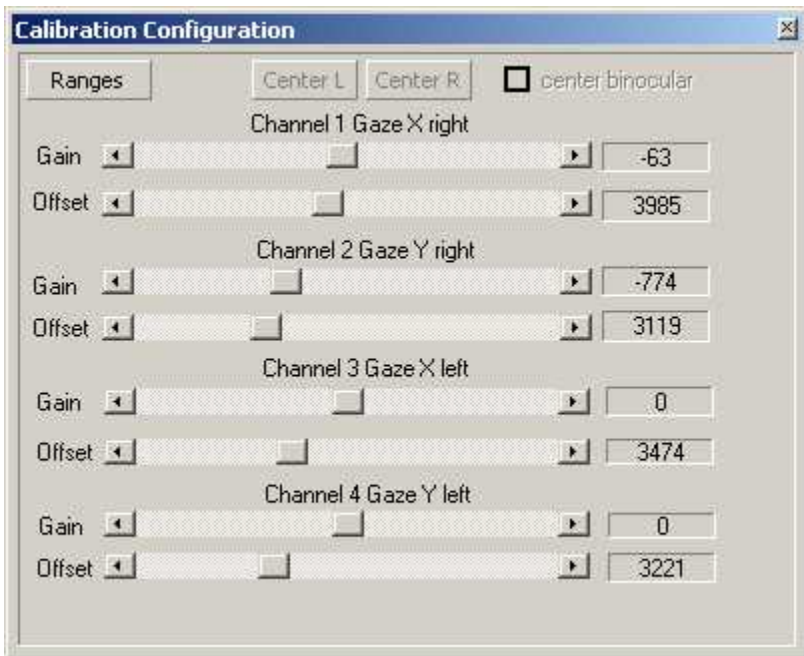 Calibration Configuration
Ranges Center L Center R center binocular
Channel 1 Gaze X right
Gain -63
Offset 3985
Channel 2 Gaze Y right
Gain -774
Offset 3119
Channel 3 Gaze X left
Gain 0
Offset 3474
Channel 4 Gaze Y left
Gain 0
Offset 3221